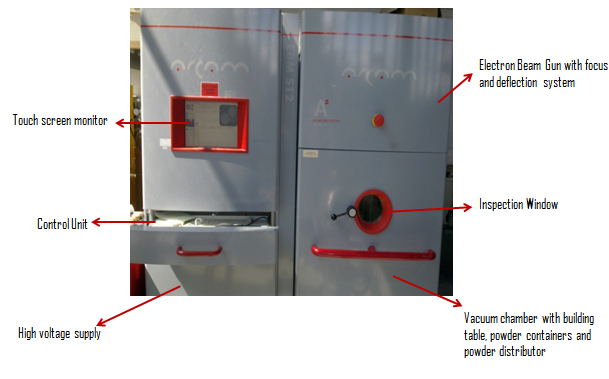 Electron Beam Gun with focus
and deflection system
Touch screen monitor
Inspection Window
Control Unit
High voltage supply
Vacuum chamber with building
table, powder containers and
powder distributor
arcam
arcam
A²